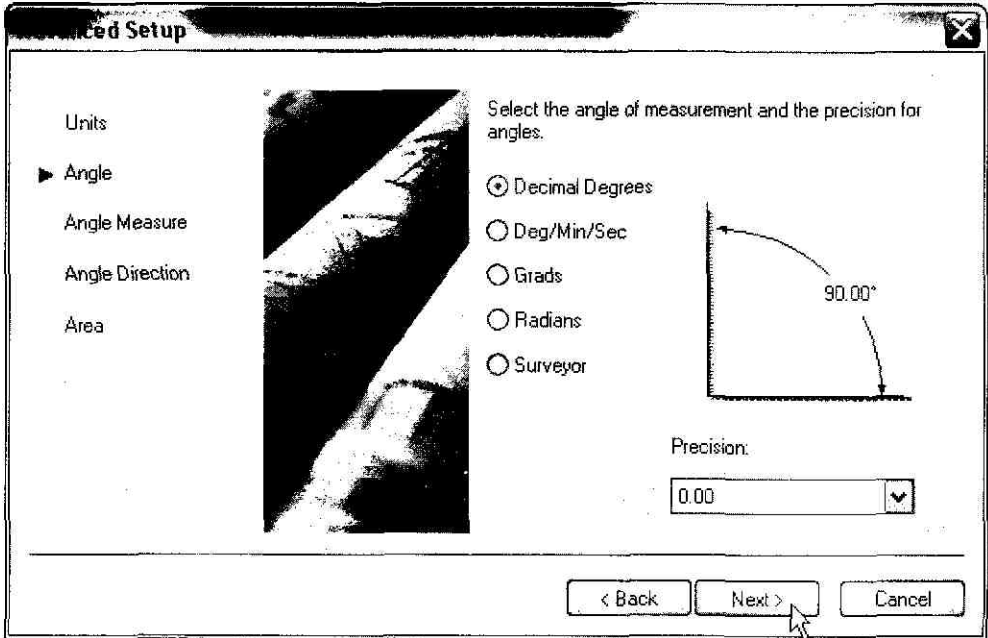 Setup
Units
Angle
Angle Measure
Angle Direction
Area
Select the angle of measurement and the precision for
angles.
Decimal Degrees
Deg/Min/Sec
Grads
Radians
Surveyor
90.00°
Precision:
0.00
< Back
Next >
Cancel